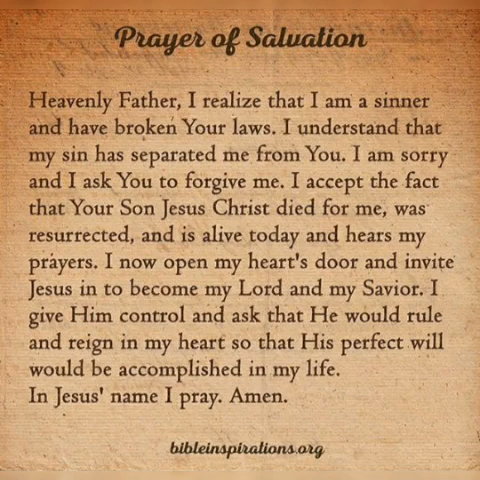 Prayer of Salvation
Heavenly Father, I realize that I am a sinner
and have broken Your laws. I understand that
my sin has separated me from You. I am sorry
and I ask You to forgive me. I accept the fact
that Your Son Jesus Christ died for me, was
resurrected, and is alive today and hears my
prayers. I now open my heart's door and invite
Jesus in to become my Lord and my Savior. I
give Him control and ask that He would rule
and reign in my heart so that His perfect will
would be accomplished in my life.
In Jesus' name I pray. Amen.
bibleinspirations.org